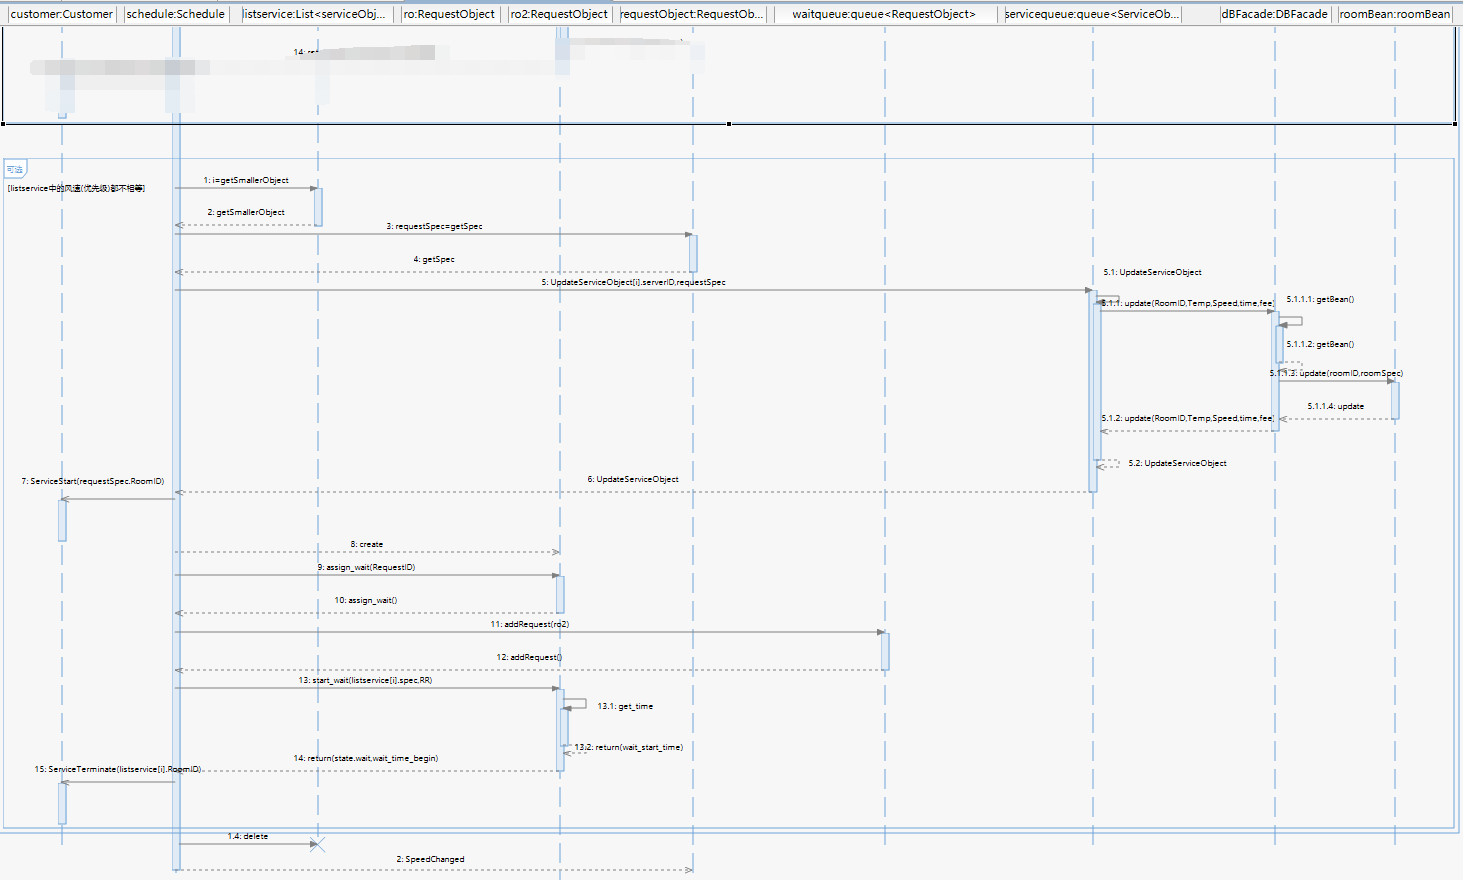 customer:Customer
schedule:Schedule
listservice:List<serviceObj...
ro:RequestObject
ro2:RequestObject
requestObject:RequestOb...
waitqueue:queue<RequestObject>
servicequeue:queue<ServiceOb...
dBFacade:DBFacade
roomBean:roomBean
14:
可选
[listservice中的风速(优先级)都不相等]
1: i=getSmallerObject
2: getSmallerObject
3: requestSpec=getSpec
4: getSpec
5: UpdateServiceObject[i].serverID,requestSpec
5.1: UpdateServiceObject
5.1.1: update(RoomID,Temp,Speed,time,fee)
5.1.1.1: getBean()
5.1.1.2: getBean()
5.1.1.3: update(roomID,roomSpec)
5.1.1.4: update
5.1.2: update(RoomID,Temp,Speed,time,fee)
5.2: UpdateServiceObject
6: UpdateServiceObject
7: ServiceStart(requestSpec.RoomID)
8: create
9: assign_wait(RequestID)
10: assign_wait()
11: addRequest(ro2)
12: addRequest()
13: start_wait(listservice[i].spec,RR)
13.1: get_time
13.2: return(wait_start_time)
14: return(state.wait,wait_time_begin)
15: ServiceTerminate(listservice[i].RoomID)
1.4: delete
2: SpeedChanged